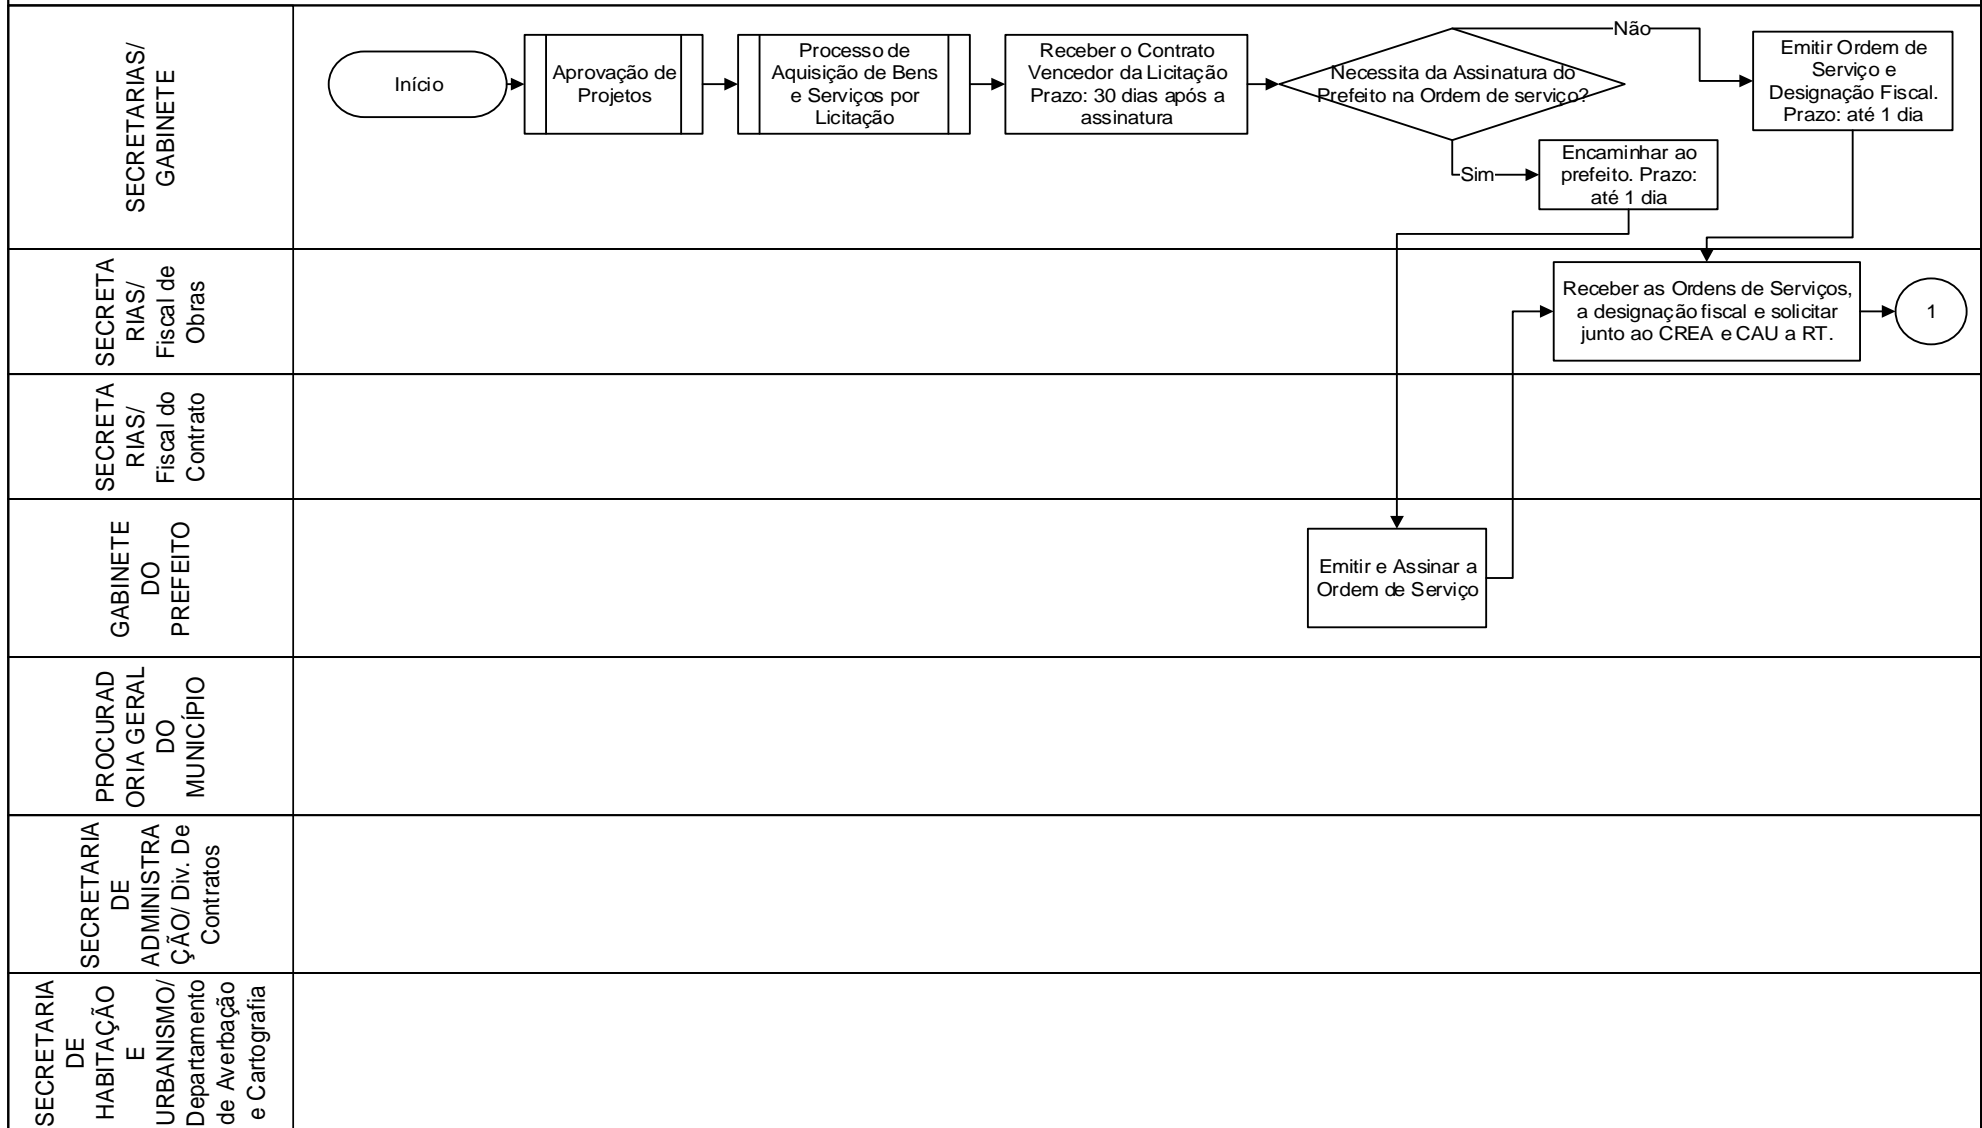 SECRETARIAS/
GABINETE
Início
Aprovação de
Projetos
Processo de
Aquisição de Bens
e Serviços por
Licitação
Receber o Contrato
Vencedor da Licitação
Prazo: 30 dias após a
assinatura
Necessita da Assinatura do
Prefeito na Ordem de serviço?
Não
Emitir Ordem de
Serviço e
Designação Fiscal.
Prazo: até 1 dia
Sim
Encaminhar ao
prefeito. Prazo:
até 1 dia
SECRETA
RIAS/
Fiscal de
Obras
Receber as Ordens de Serviços,
a designação fiscal e solicitar
junto ao CREA e CAU a RT.
1
SECRETA
RIAS/
Fiscal do
Contrato
GABINETE
DO
PREFEITO
Emitir e Assinar a
Ordem de Serviço
PROCURAD
ORIA GERAL
DO
MUNICÍPIO
SECRETARIA
DE
ADMINISTRA
ÇÃO/ Div. De
Contratos
SECRETARIA
DE
HABITAÇÃO
E
URBANISMO/
Departamento
de Averbação
e Cartografia